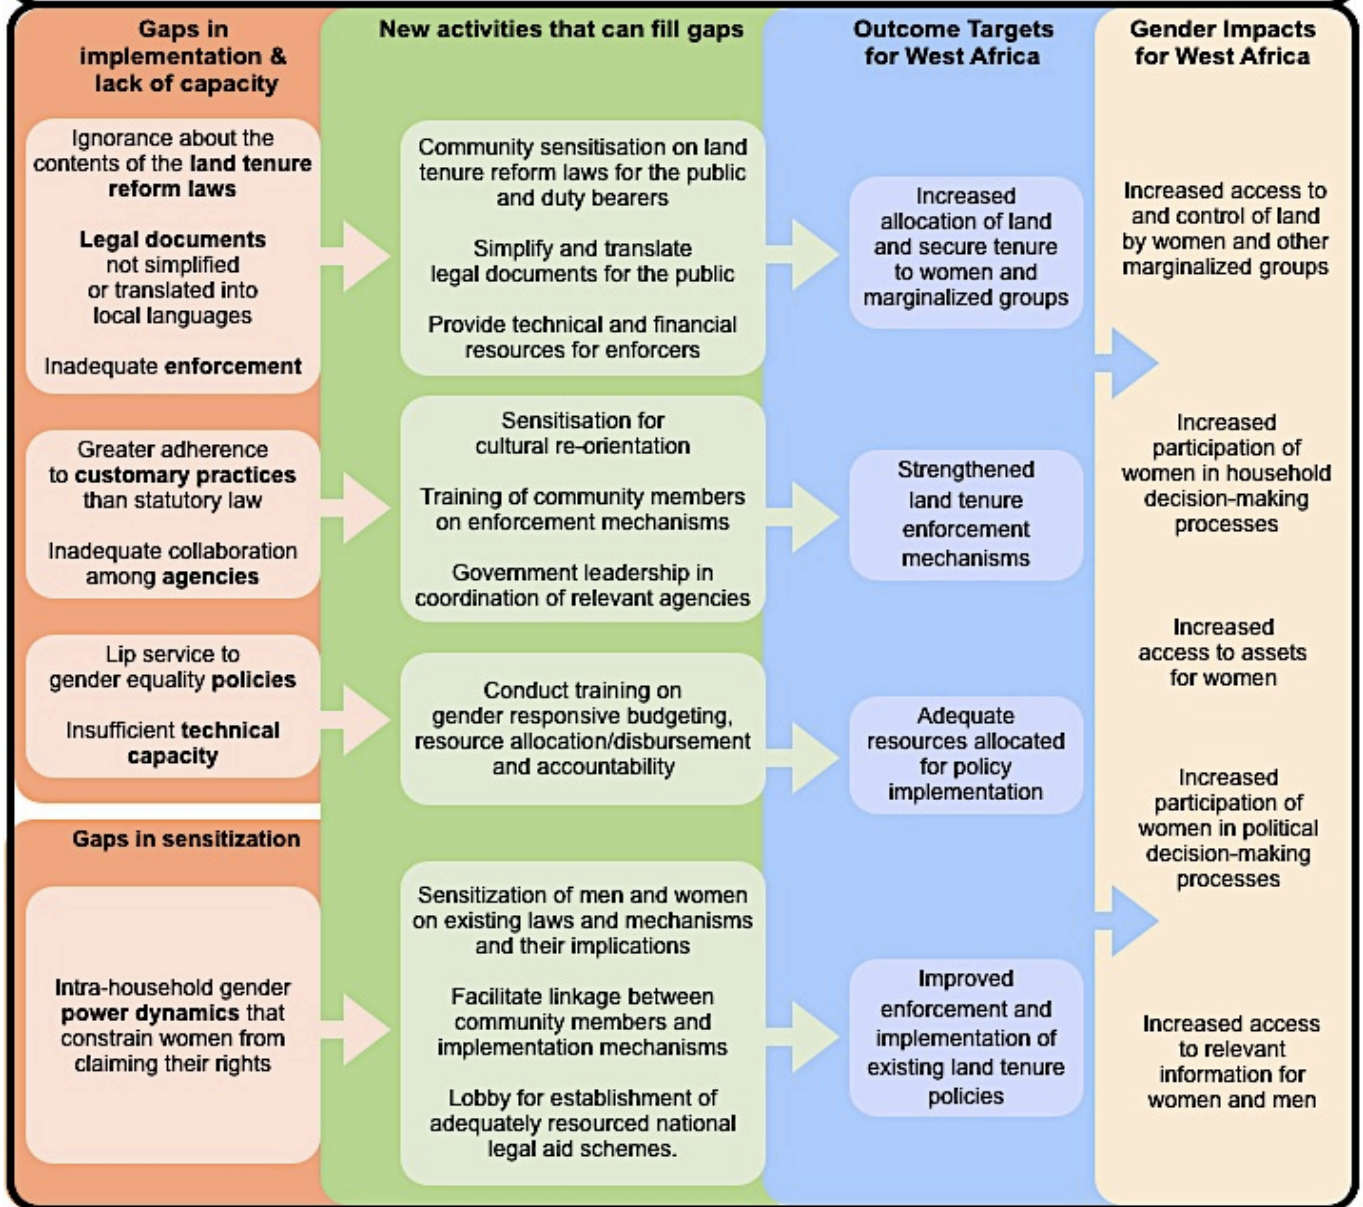 Gaps in
implementation &
lack of capacity
Ignorance about the
contents of the land tenure
reform laws
Legal documents
not simplified
or translated into
local languages
Inadequate enforcement
Greater adherence
to customary practices
than statutory law
Inadequate collaboration
among agencies
Lip service to
gender equality policies
Insufficient technical
capacity
Gaps in sensitization
Intra-household gender
power dynamics that
constrain women from
claiming their rights
New activities that can fill gaps
Community sensitisation on land
tenure reform laws for the public
and duty bearers
Simplify and translate
legal documents for the public
Provide technical and financial
resources for enforcers
Sensitisation for
cultural re-orientation
Training of community members
on enforcement mechanisms
Government leadership in
coordination of relevant agencies
Conduct training on
gender responsive budgeting,
resource allocation/disbursement
and accountability
Sensitization of men and women
on existing laws and mechanisms
and their implications
Facilitate linkage between
community members and
implementation mechanisms
Lobby for establishment of
adequately resourced national
legal aid schemes.
Outcome Targets
for West Africa
Increased
allocation of land
and secure tenure
to women and
marginalized groups
Strengthened
land tenure
enforcement
mechanisms
Adequate
resources allocated
for policy
implementation
Improved
enforcement and
implementation of
existing land tenure
policies
Gender Impacts
for West Africa
Increased access to
and control of land
by women and other
marginalized groups
Increased
participation of
women in household
decision-making
processes
Increased
access to assets
for women
Increased
participation of
women in political
decision-making
processes
Increased access
to relevant
information for
women and men